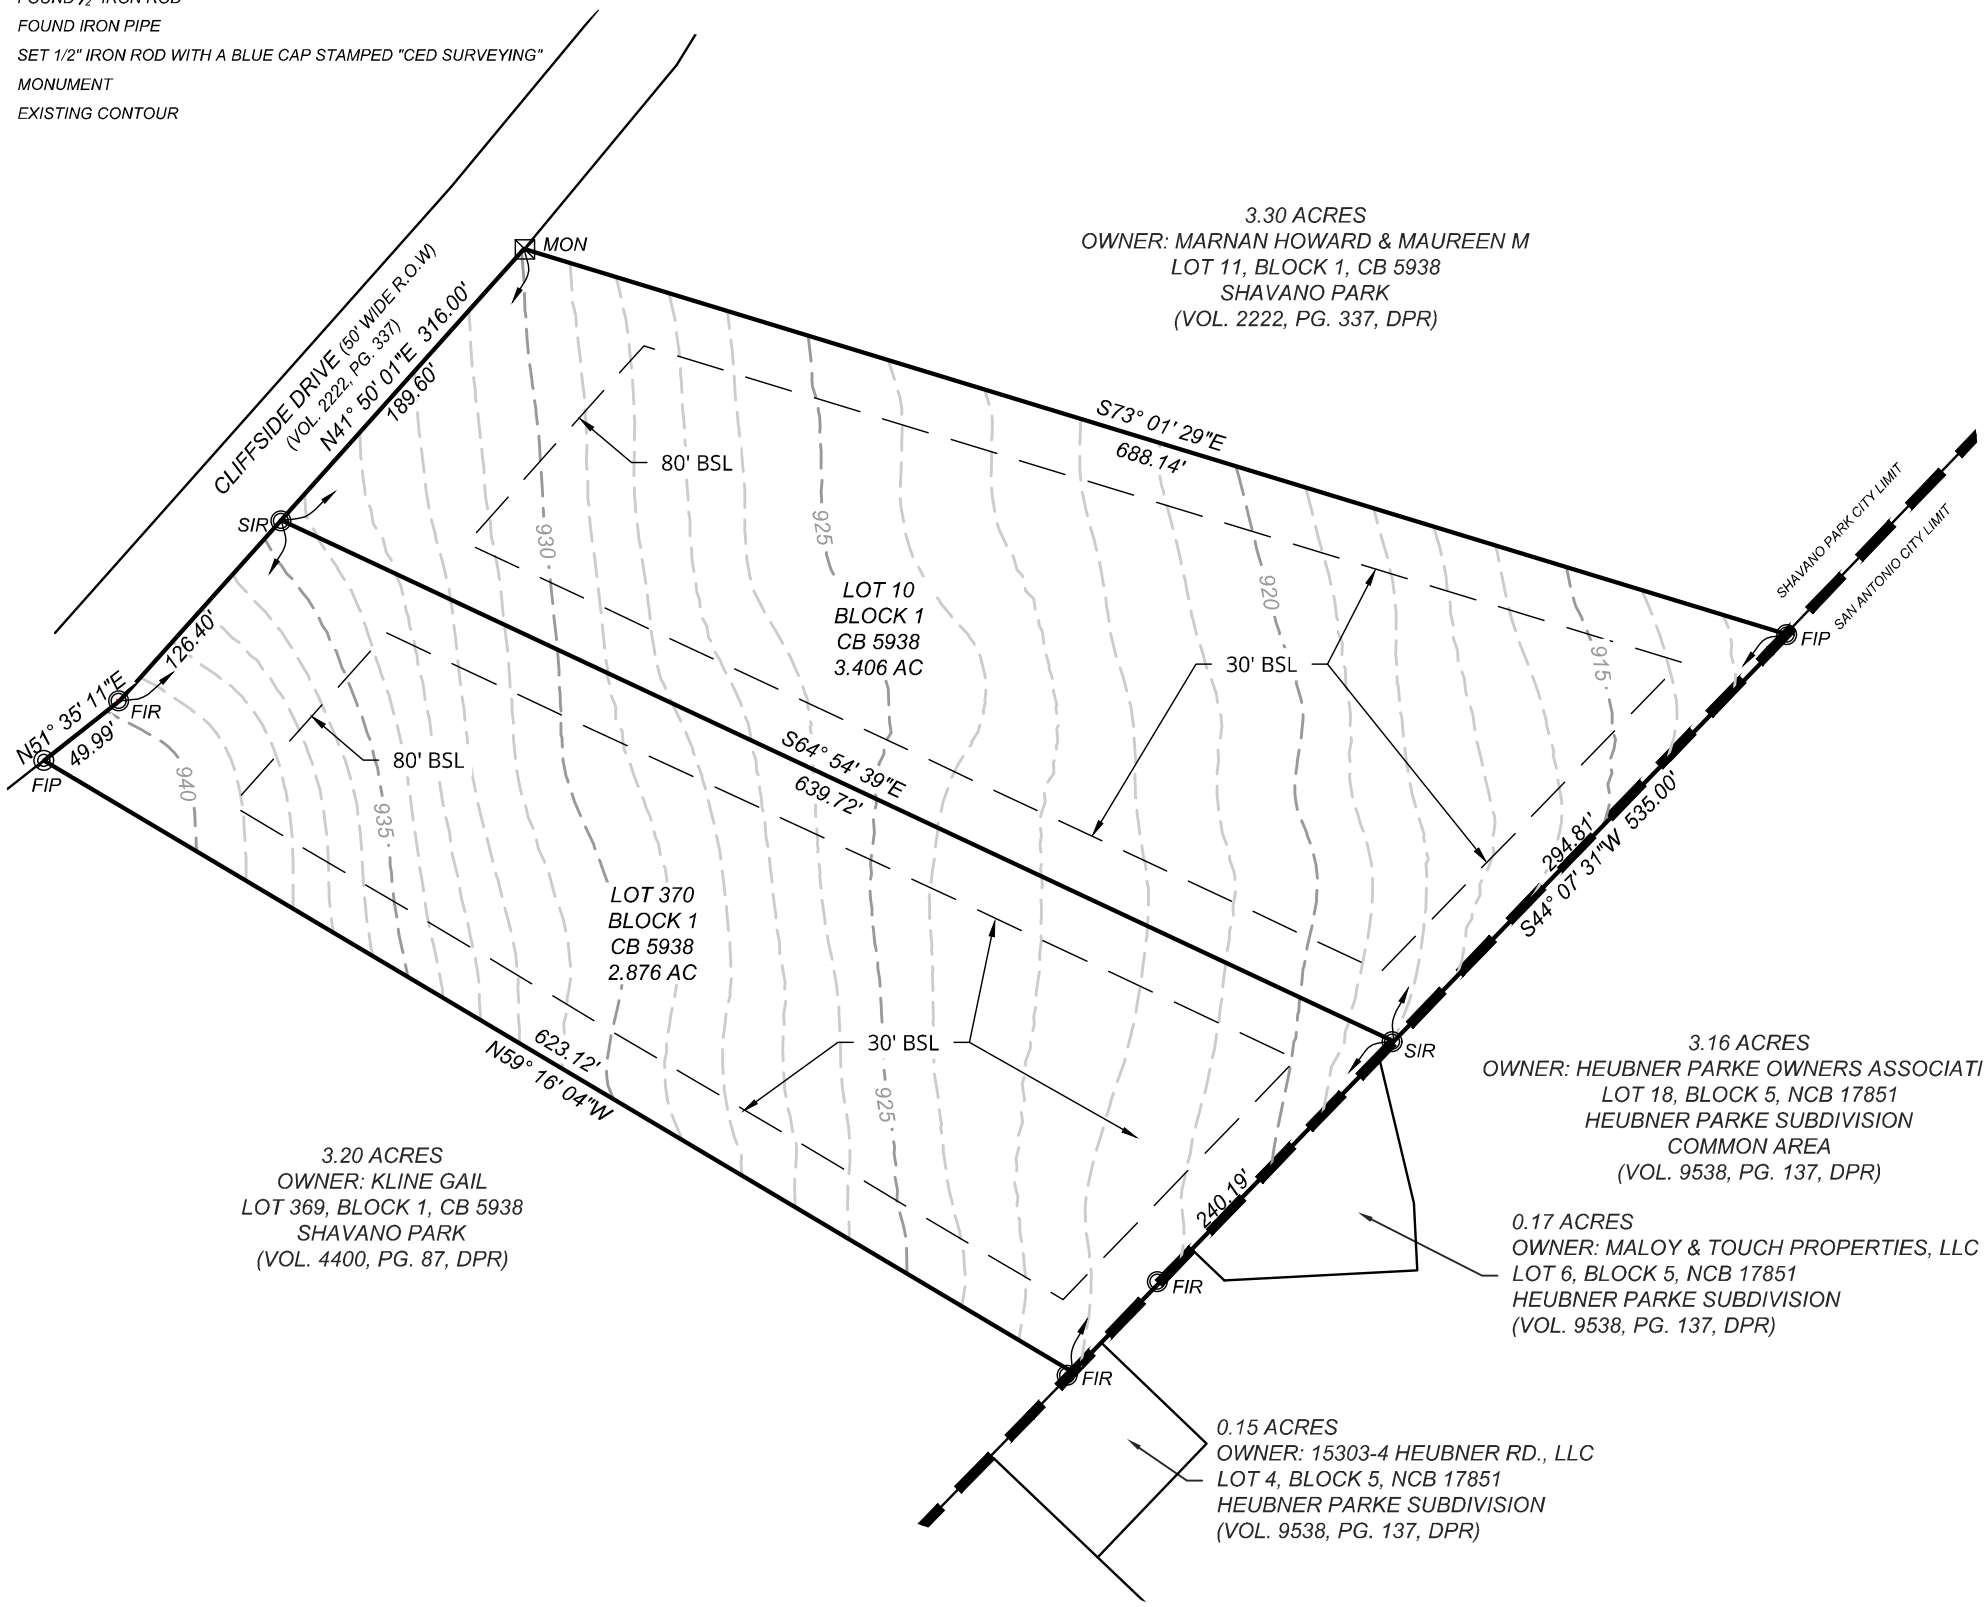 FOUND ½" IRON ROD
FOUND IRON PIPE
SET 1/2" IRON ROD WITH A BLUE CAP STAMPED "CED SURVEYING"
MONUMENT
EXISTING CONTOUR
MON
3.30 ACRES
OWNER: MARNAN HOWARD & MAUREEN M
LOT 11, BLOCK 1, CB 5938
SHAVANO PARK
(VOL. 2222, PG. 337, DPR)
CLIFFSIDE DRIVE (50' WIDE R.O.W)
(VOL. 2222, PG. 337)
N41° 50' 01"E 316.00'
189.60'
80' BSL
S73° 01' 29"E
688.14'
SHAVANO PARK CITY LIMIT
SAN ANTONIO CITY LIMIT
SIR
930
925
920
915
LOT 10
BLOCK 1
CB 5938
3.406 AC
30' BSL
FIP
126.40'
N51° 35' 11"E
49.99'
FIR
FIP
80' BSL
940
935
S64° 54' 39"E
639.72'
294.81'
S44° 07' 31"W 535.00'
LOT 370
BLOCK 1
CB 5938
2.876 AC
623.12'
N59° 16' 04"W
30' BSL
925
SIR
3.16 ACRES
OWNER: HEUBNER PARKE OWNERS ASSOCIATI
LOT 18, BLOCK 5, NCB 17851
HEUBNER PARKE SUBDIVISION
COMMON AREA
(VOL. 9538, PG. 137, DPR)
3.20 ACRES
OWNER: KLINE GAIL
LOT 369, BLOCK 1, CB 5938
SHAVANO PARK
(VOL. 4400, PG. 87, DPR)
240.19'
0.17 ACRES
OWNER: MALOY & TOUCH PROPERTIES, LLC
LOT 6, BLOCK 5, NCB 17851
HEUBNER PARKE SUBDIVISION
(VOL. 9538, PG. 137, DPR)
FIR
FIR
0.15 ACRES
OWNER: 15303-4 HEUBNER RD., LLC
LOT 4, BLOCK 5, NCB 17851
HEUBNER PARKE SUBDIVISION
(VOL. 9538, PG. 137, DPR)